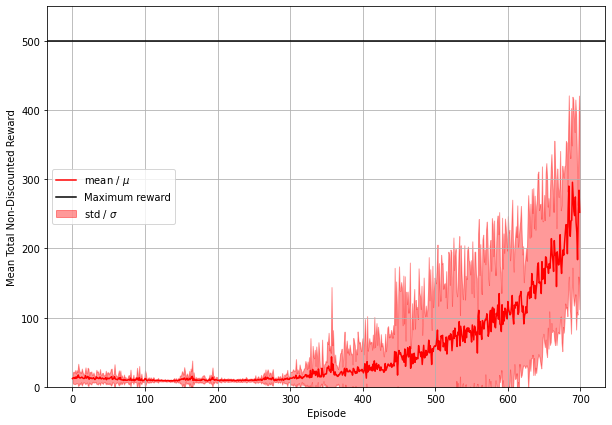 500
400
300
200
100
0
Mean Total Non-Discounted Reward
mean / μ
Maximum reward
std / σ
0 100 200 300 400 500 600 700
Episode